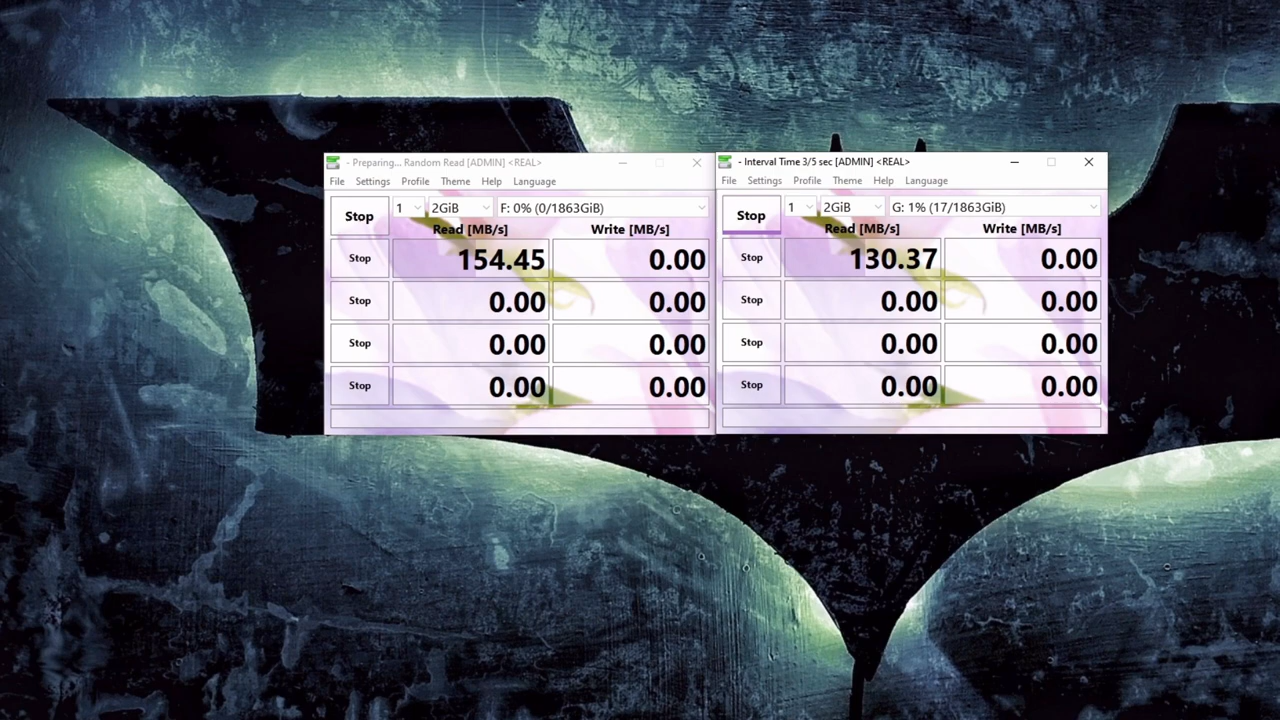 - Preparing... Random Read [ADMIN] <REAL>
File Settings Profile Theme Help Language
Stop 1 2GiB F: 0% (0/1863GiB)
Read [MB/s] Write [MB/s]
Stop 154.45 0.00
Stop 0.00 0.00
Stop 0.00 0.00
Stop 0.00 0.00
- Interval Time 3/5 sec [ADMIN] <REAL>
File Settings Profile Theme Help Language
Stop 1 2GiB G: 1% (17/1863GiB)
Read [MB/s] Write [MB/s]
Stop 130.37 0.00
Stop 0.00 0.00
Stop 0.00 0.00
Stop 0.00 0.00